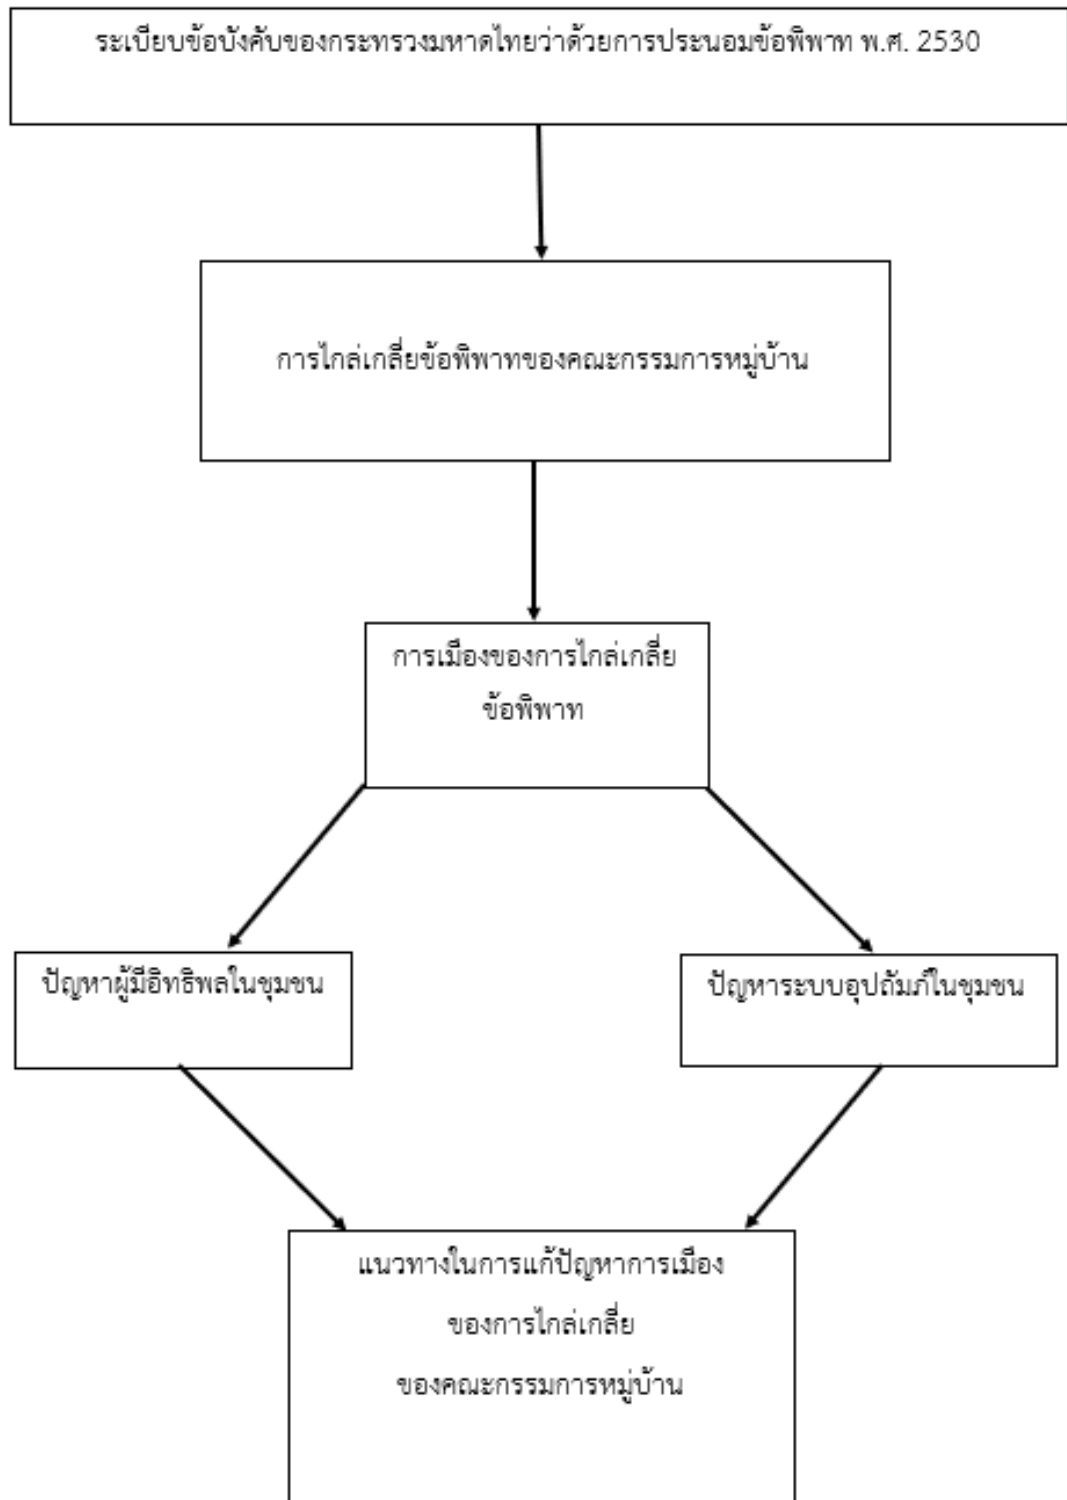 ระเบียบข้อบังคับของกระทรวงมหาดไทยว่าด้วยการประนอมข้อพิพาท พ.ศ. 2530
การไกล่เกลี่ยข้อพิพาทของคณะกรรมการหมู่บ้าน
การเมืองของการไกล่เกลี่ย
ข้อพิพาท
ปัญหาผู้มีอิทธิพลในชุมชน
ปัญหาระบบอุปถัมภ์ในชุมชน
แนวทางในการแก้ปัญหาการเมือง
ของการไกล่เกลี่ย
ของคณะกรรมการหมู่บ้าน